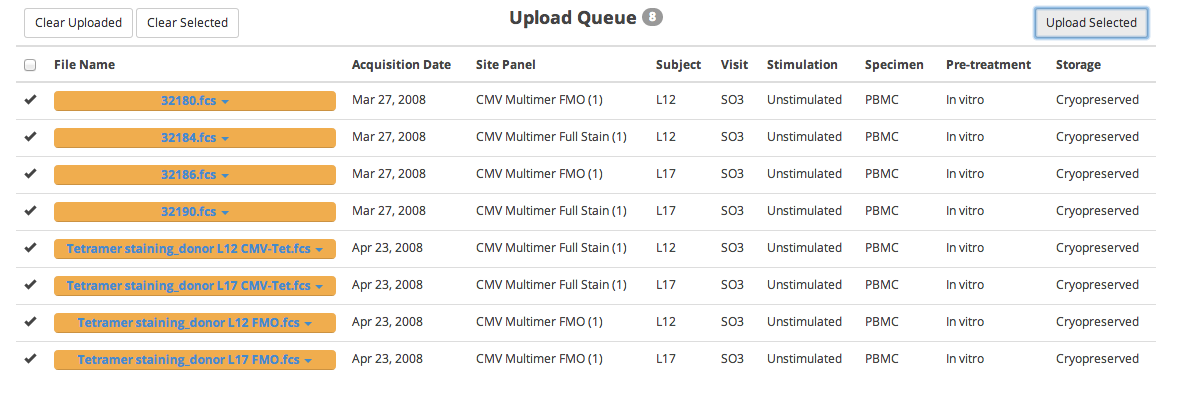 Clear Uploaded Clear Selected Upload Queue 8 Upload Selected
File Name Acquisition Date Site Panel Subject Visit Stimulation Specimen Pre-treatment Storage
32180.fcs Mar 27, 2008 CMV Multimer FMO (1) L12 SO3 Unstimulated PBMC In vitro Cryopreserved
32184.fcs Mar 27, 2008 CMV Multimer Full Stain (1) L12 SO3 Unstimulated PBMC In vitro Cryopreserved
32186.fcs Mar 27, 2008 CMV Multimer FMO (1) L17 SO3 Unstimulated PBMC In vitro Cryopreserved
32190.fcs Mar 27, 2008 CMV Multimer Full Stain (1) L17 SO3 Unstimulated PBMC In vitro Cryopreserved
Tetramer staining_donor L12 CMV-Tet.fcs Apr 23, 2008 CMV Multimer Full Stain (1) L12 SO3 Unstimulated PBMC In vitro Cryopreserved
Tetramer staining_donor L17 CMV-Tet.fcs Apr 23, 2008 CMV Multimer Full Stain (1) L17 SO3 Unstimulated PBMC In vitro Cryopreserved
Tetramer staining_donor L12 FMO.fcs Apr 23, 2008 CMV Multimer FMO (1) L12 SO3 Unstimulated PBMC In vitro Cryopreserved
Tetramer staining_donor L17 FMO.fcs Apr 23, 2008 CMV Multimer FMO (1) L17 SO3 Unstimulated PBMC In vitro Cryopreserved